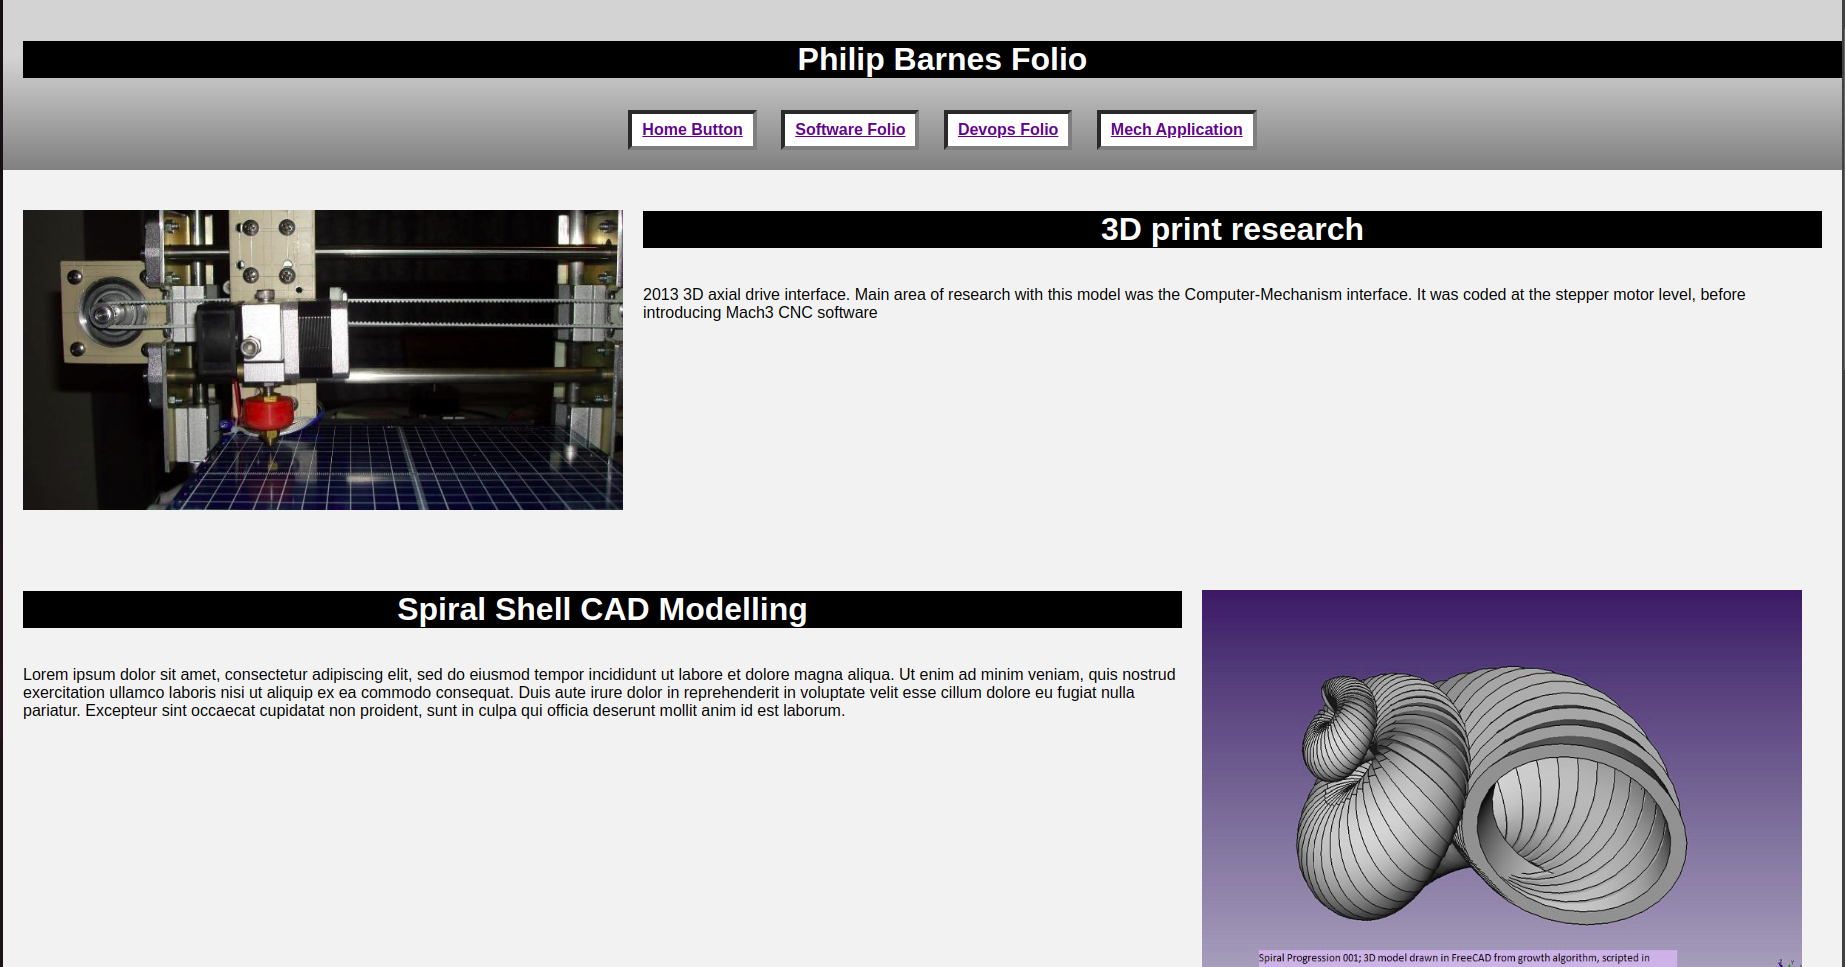 Philip Barnes Folio
Home Button Software Folio Devops Folio Mech Application
3D print research
2013 3D axial drive interface. Main area of research with this model was the Computer-Mechanism interface. It was coded at the stepper motor level, before
introducing Mach3 CNC software
Spiral Shell CAD Modelling
Lorem ipsum dolor sit amet, consectetur adipiscing elit, sed do eiusmod tempor incididunt ut labore et dolore magna aliqua. Ut enim ad minim veniam, quis nostrud
exercitation ullamco laboris nisi ut aliquip ex ea commodo consequat. Duis aute irure dolor in reprehenderit in voluptate velit esse cillum dolore eu fugiat nulla
pariatur. Excepteur sint occaecat cupidatat non proident, sunt in culpa qui officia deserunt mollit anim id est laborum.
Spiral Progression 001; 3D model drawn in FreeCAD from growth algorithm, scripted in